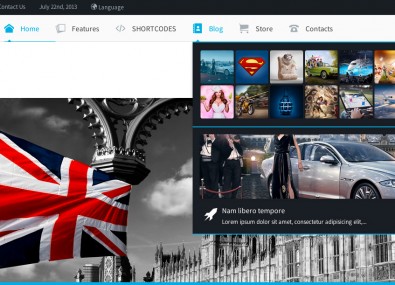 Contact Us July 22nd, 2013 Language
Home Features SHORTCODES Blog Store Contacts
Nam libero tempore
Lorem ipsum dolor sit amet, consectetur adipisicing elit,...